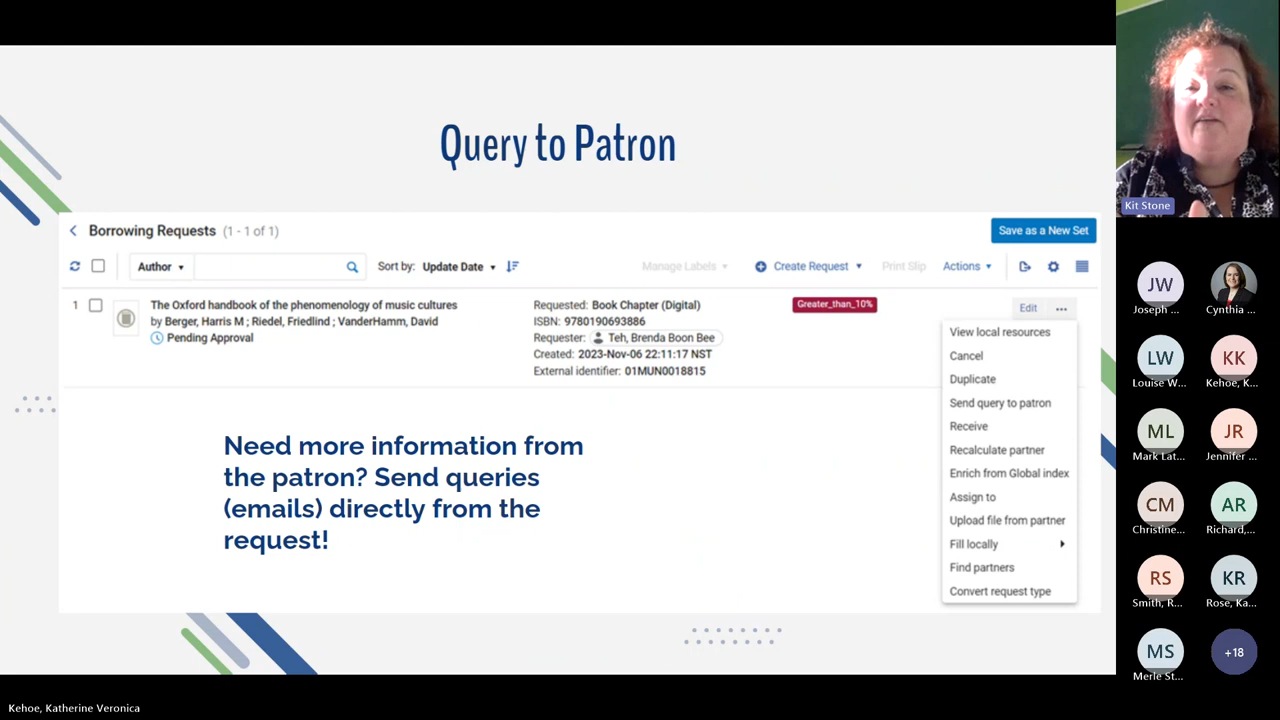 Query to Patron
Borrowing Requests (1 - 1 of 1)
Save as a New Set
Author
Sort by: Update Date
Manage Labels
Create Request
Print Slip
Actions
1
The Oxford handbook of the phenomenology of music cultures
by Berger, Harris M ; Riedel, Friedlind ; VanderHamm, David
Pending Approval
Requested: Book Chapter (Digital)
ISBN: 9780190693886
Requester: Teh, Brenda Boon Bee
Created: 2023-Nov-06 22:11:17 NST
External identifier: 01MUN0018815
Greater_than_10%
Edit
View local resources
Cancel
Duplicate
Send query to patron
Receive
Recalculate partner
Enrich from Global index
Assign to
Upload file from partner
Fill locally
Find partners
Convert request type
Need more information from
the patron? Send queries
(emails) directly from the
request!
Kit Stone
JW
Joseph ...
Cynthia ...
LW
Louise W...
KK
Kehoe, K...
ML
Mark Lat...
JR
Jennifer ...
CM
Christine...
AR
Richard,...
RS
Smith, R...
KR
Rose, Ka...
MS
Merle St...
+18
Kehoe, Katherine Veronica